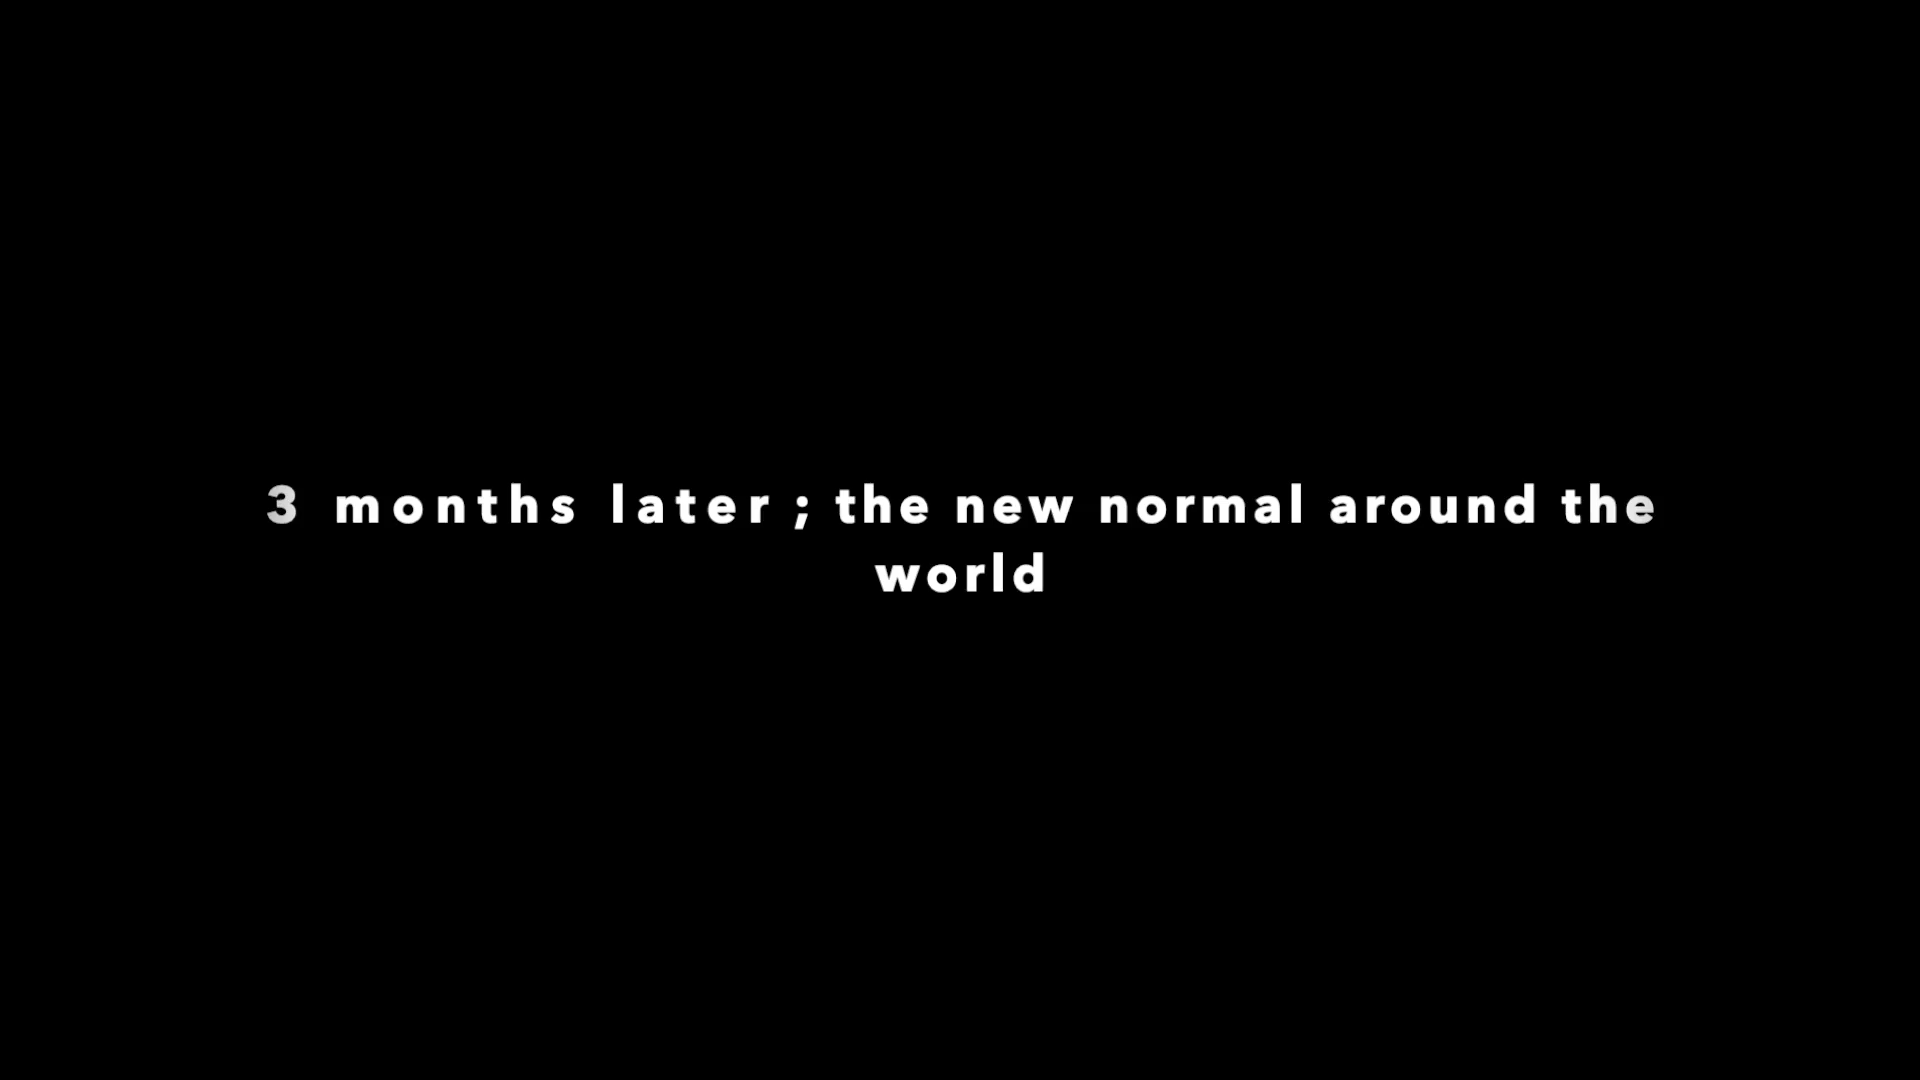 3 months later ; the new normal around the
world